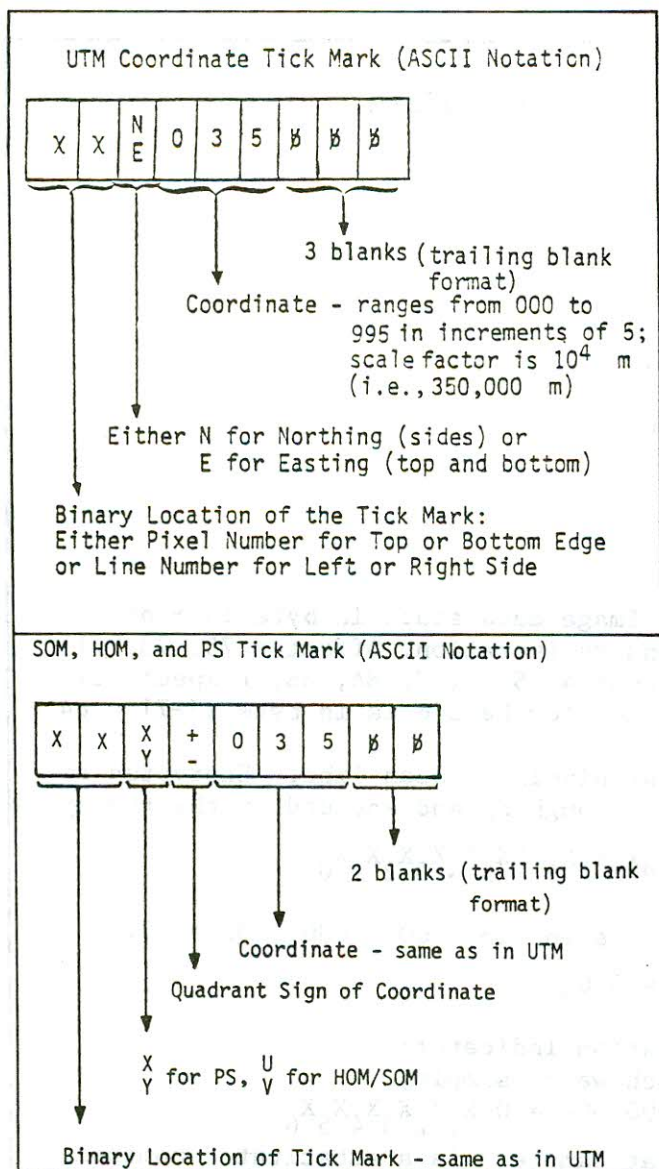 UTM Coordinate Tick Mark (ASCII Notation)
X X N E 0 3 5 ƀ ƀ ƀ
3 blanks (trailing blank
format)
Coordinate - ranges from 000 to
995 in increments of 5;
scale factor is 10⁴ m
(i.e., 350,000 m)
Either N for Northing (sides) or
E for Easting (top and bottom)
Binary Location of the Tick Mark:
Either Pixel Number for Top or Bottom Edge
or Line Number for Left or Right Side
SOM, HOM, and PS Tick Mark (ASCII Notation)
X X X Y + - 0 3 5 ƀ ƀ
2 blanks (trailing blank
format)
Coordinate - same as in UTM
Quadrant Sign of Coordinate
X Y for PS, U V for HOM/SOM
Binary Location of Tick Mark - same as in UTM